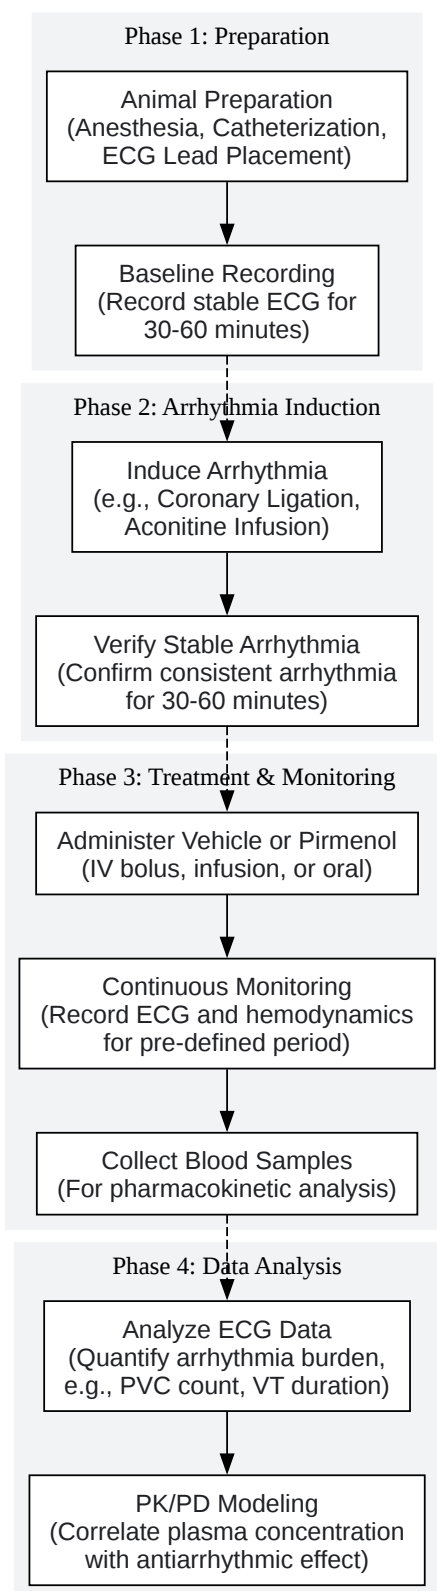 Phase 1: Preparation
Animal Preparation
(Anesthesia, Catheterization,
ECG Lead Placement)
Baseline Recording
(Record stable ECG for
30-60 minutes)
Phase 2: Arrhythmia Induction
Induce Arrhythmia
(e.g., Coronary Ligation,
Aconitine Infusion)
Verify Stable Arrhythmia
(Confirm consistent arrhythmia
for 30-60 minutes)
Phase 3: Treatment & Monitoring
Administer Vehicle or Pirmenol
(IV bolus, infusion, or oral)
Continuous Monitoring
(Record ECG and hemodynamics
for pre-defined period)
Collect Blood Samples
(For pharmacokinetic analysis)
Phase 4: Data Analysis
Analyze ECG Data
(Quantify arrhythmia burden,
e.g., PVC count, VT duration)
PK/PD Modeling
(Correlate plasma concentration
with antiarrhythmic effect)